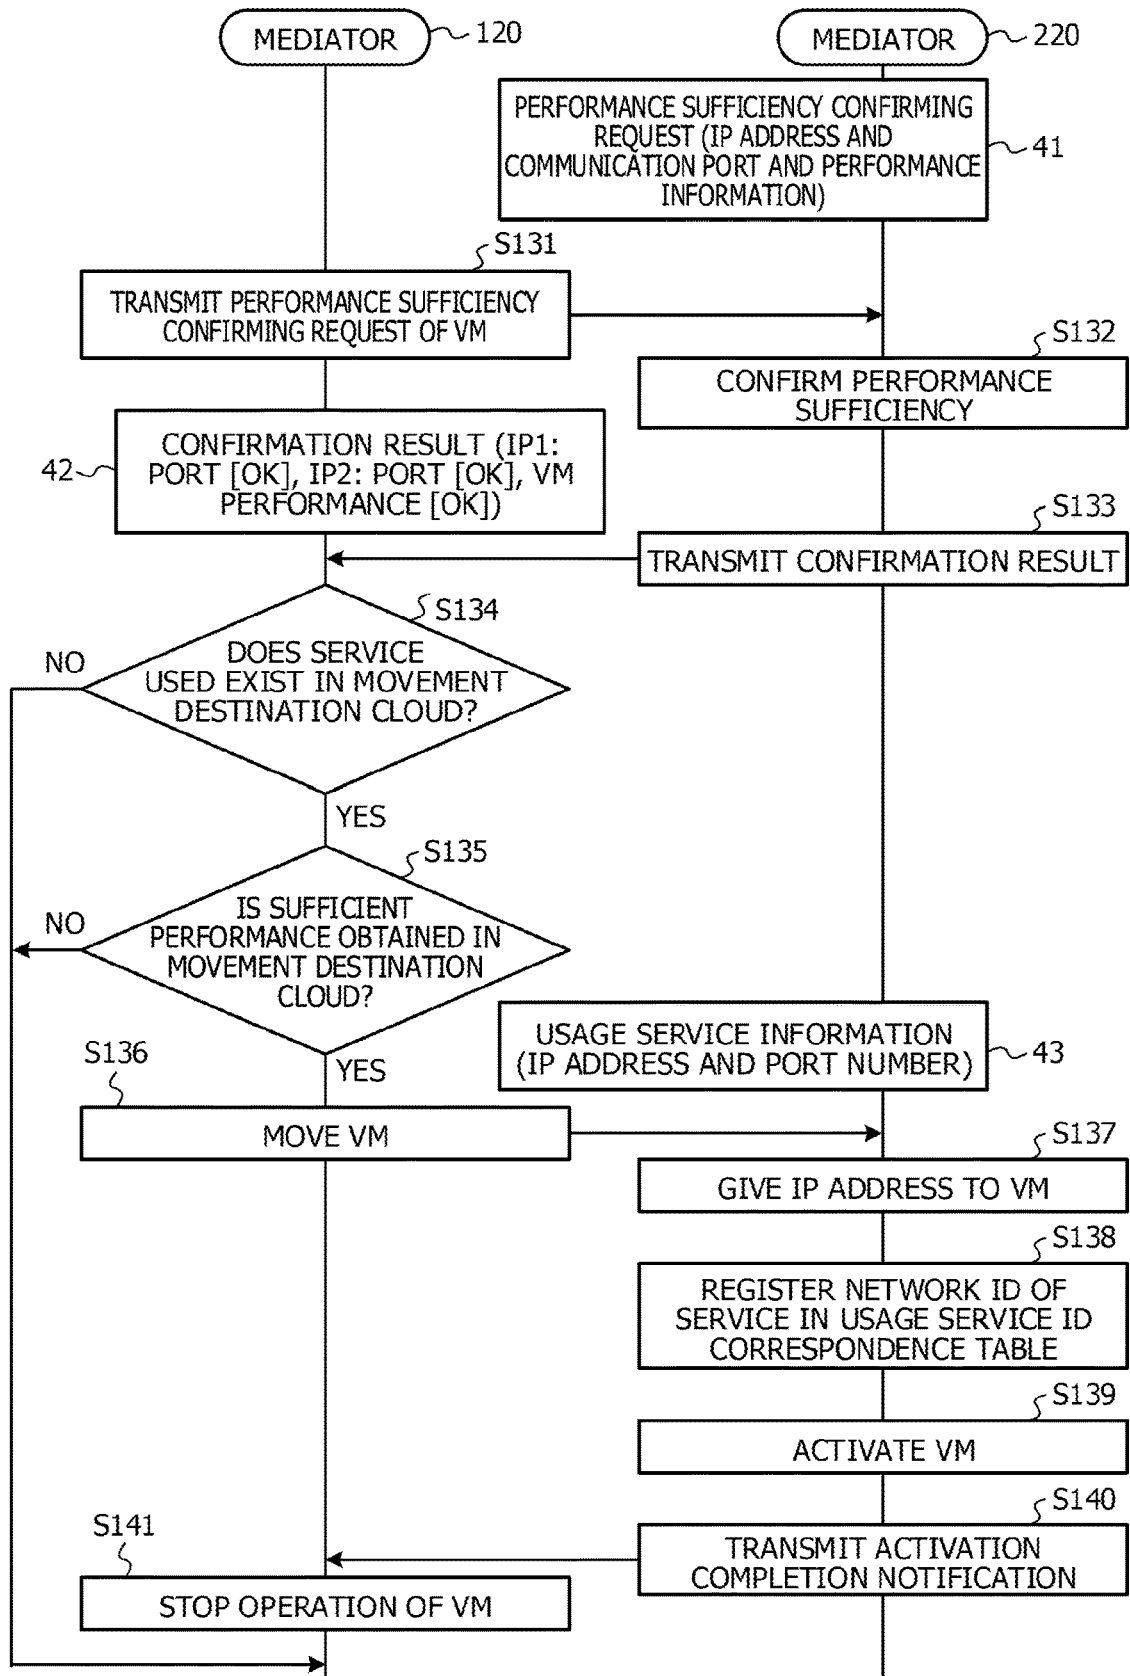 MEDIATOR
120
MEDIATOR
220
PERFORMANCE SUFFICIENCY CONFIRMING
REQUEST (IP ADDRESS AND
COMMUNICATION PORT AND PERFORMANCE
INFORMATION)
41
S131
TRANSMIT PERFORMANCE SUFFICIENCY
CONFIRMING REQUEST OF VM
S132
CONFIRM PERFORMANCE
SUFFICIENCY
42
CONFIRMATION RESULT (IP1:
PORT [OK], IP2: PORT [OK], VM
PERFORMANCE [OK])
S133
TRANSMIT CONFIRMATION RESULT
S134
NO
DOES SERVICE
USED EXIST IN MOVEMENT
DESTINATION CLOUD?
YES
S135
NO
IS SUFFICIENT
PERFORMANCE OBTAINED IN
MOVEMENT DESTINATION
CLOUD?
YES
USAGE SERVICE INFORMATION
(IP ADDRESS AND PORT NUMBER)
43
S136
MOVE VM
S137
GIVE IP ADDRESS TO VM
S138
REGISTER NETWORK ID OF
SERVICE IN USAGE SERVICE ID
CORRESPONDENCE TABLE
S139
ACTIVATE VM
S140
TRANSMIT ACTIVATION
COMPLETION NOTIFICATION
S141
STOP OPERATION OF VM